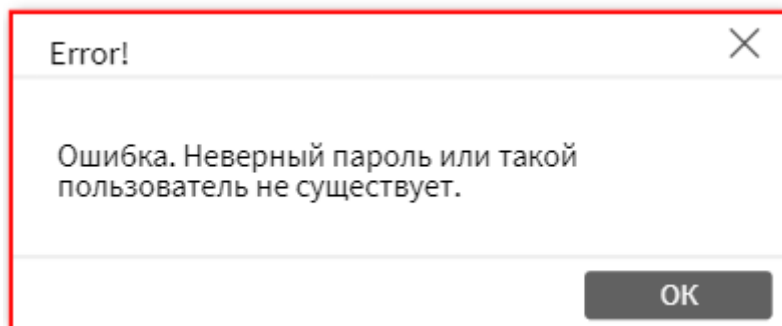 Error!
Ошибка. Неверный пароль или такой
пользователь не существует.
OK